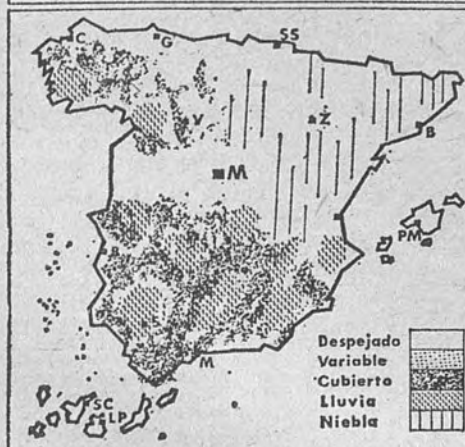 C
G
SS
V
Z
B
M
PM
M
SC
LP
Despejado
Variable
Cubierto
Lluvia
Niebla